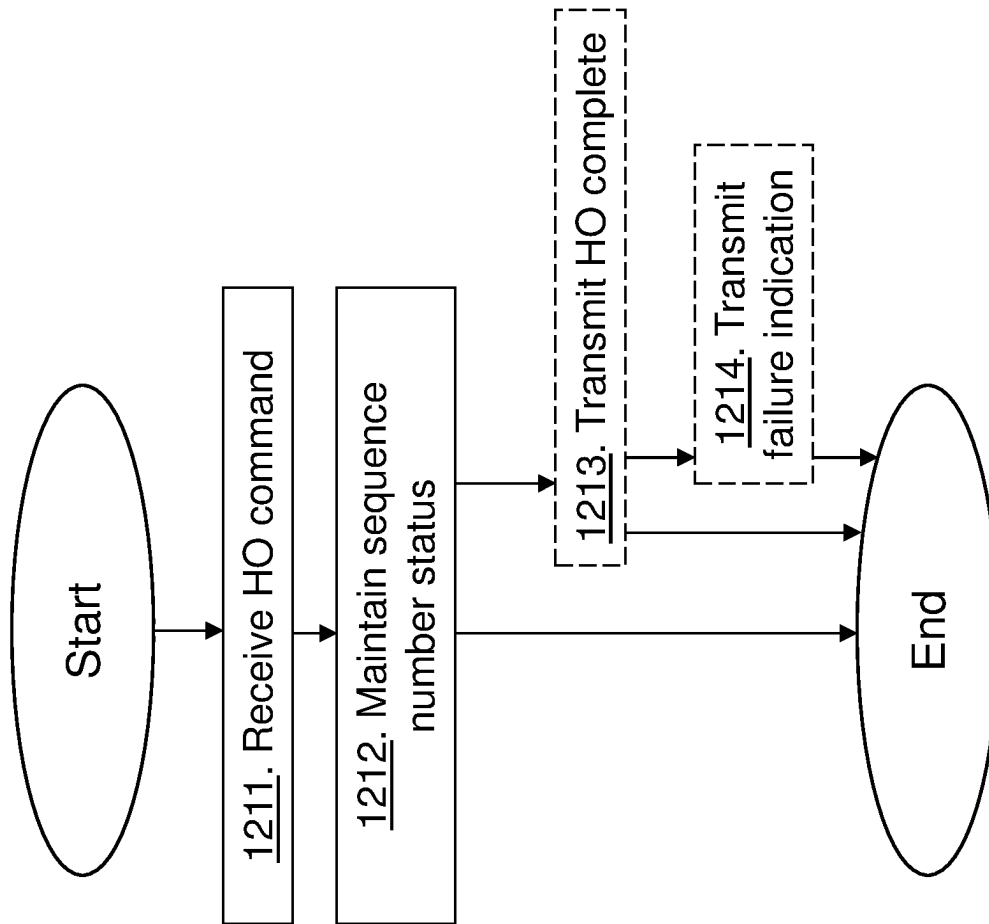 Start
1211. Receive HO command
1212. Maintain sequence
number status
1213. Transmit HO complete
1214. Transmit
failure indication
End